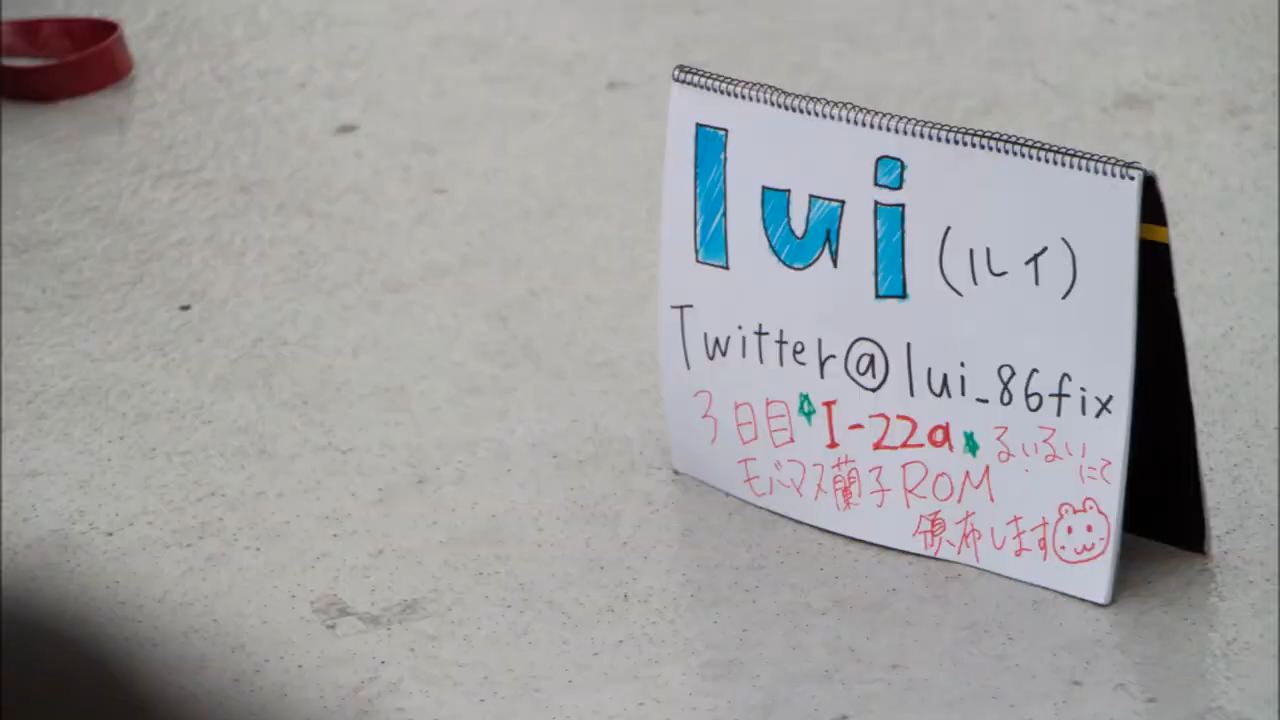 lui (ルイ)
Twitter@lui_86fix
3日目 I-22a るいるいにて
モバマス蘭子ROM
頒布します